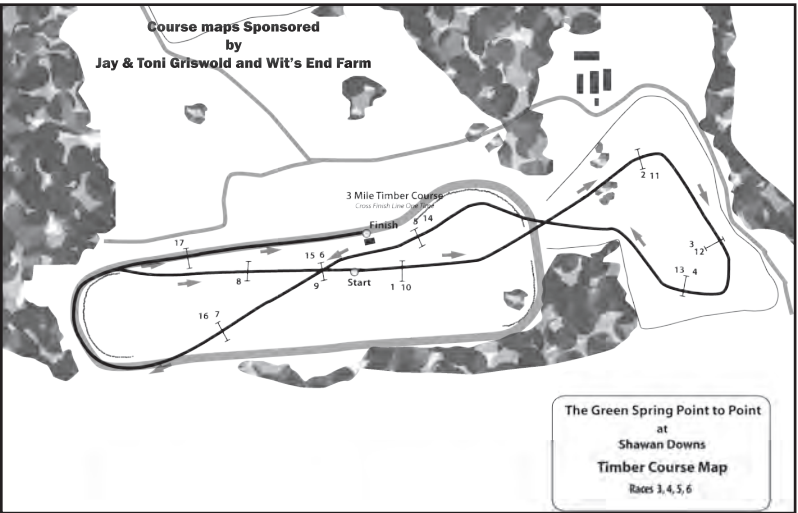 Course maps Sponsored
by
Jay & Toni Griswold and Wit's End Farm
2 11
3 Mile Timber Course
Cross Finish Line One Time
5 14
Finish
17
3
12
15 6
13 4
8
9
Start
1 10
16 7
The Green Spring Point to Point
at
Shawan Downs
Timber Course Map
Races 3, 4, 5, 6